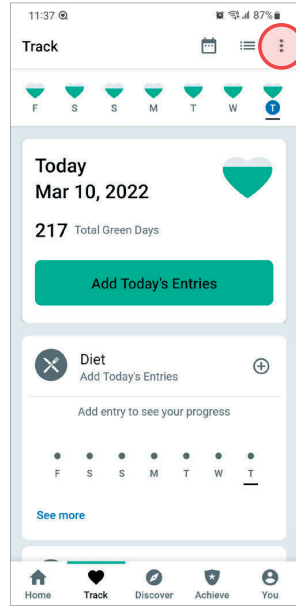 11:37 87%
Track
F S S M T W T
Today
Mar 10, 2022
217 Total Green Days
Add Today's Entries
Diet
Add Today's Entries
Add entry to see your progress
F S S M T W T
See more
Home Track Discover Achieve You